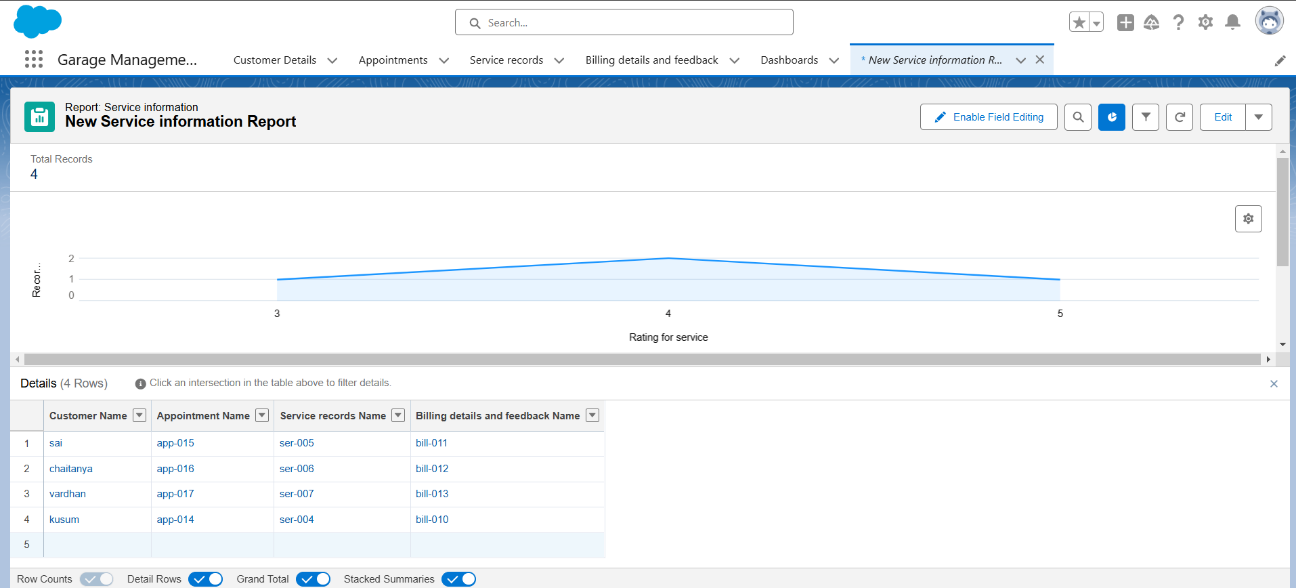 Search...
Garage Manageme...
Customer Details
Appointments
Service records
Billing details and feedback
Dashboards
* New Service information R...
Report: Service information
New Service information Report
Enable Field Editing
Edit
Total Records
4
Recor...
2
1
0
3
4
5
Rating for service
Details (4 Rows)
Click an intersection in the table above to filter details.
Customer Name Appointment Name Service records Name Billing details and feedback Name
1 sai app-015 ser-005 bill-011
2 chaitanya app-016 ser-006 bill-012
3 vardhan app-017 ser-007 bill-013
4 kusum app-014 ser-004 bill-010
5
Row Counts Detail Rows Grand Total Stacked Summaries